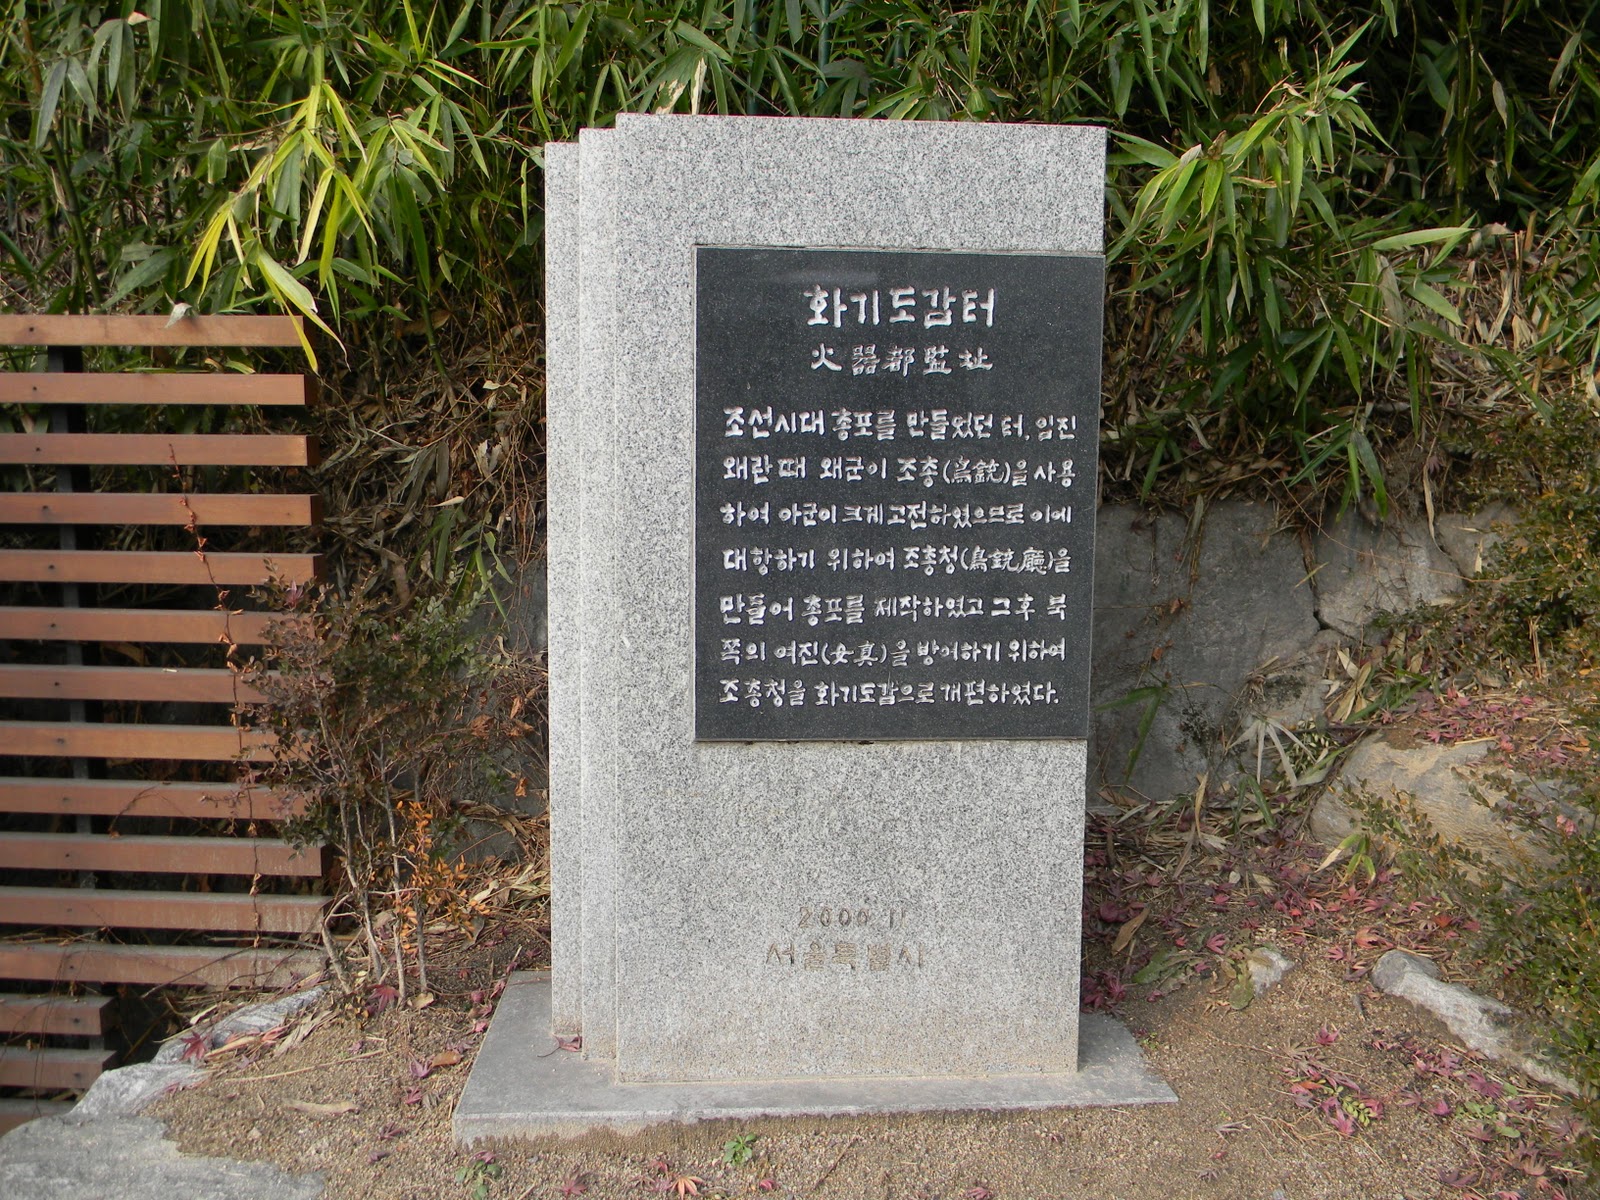 화기도감터
火器都監址
조선시대 총포를 만들었던 터. 임진
왜란 때 왜군이 조총(鳥銃)을 사용
하여 아군이 크게 고전하였으므로 이에
대항하기 위하여 조총청(鳥銃廳)을
만들어 총포를 제작하였고 그후 북
쪽의 여진(女真)을 방어하기 위하여
조총청을 화기도감으로 개편하였다.
2000. 11
서울특별시